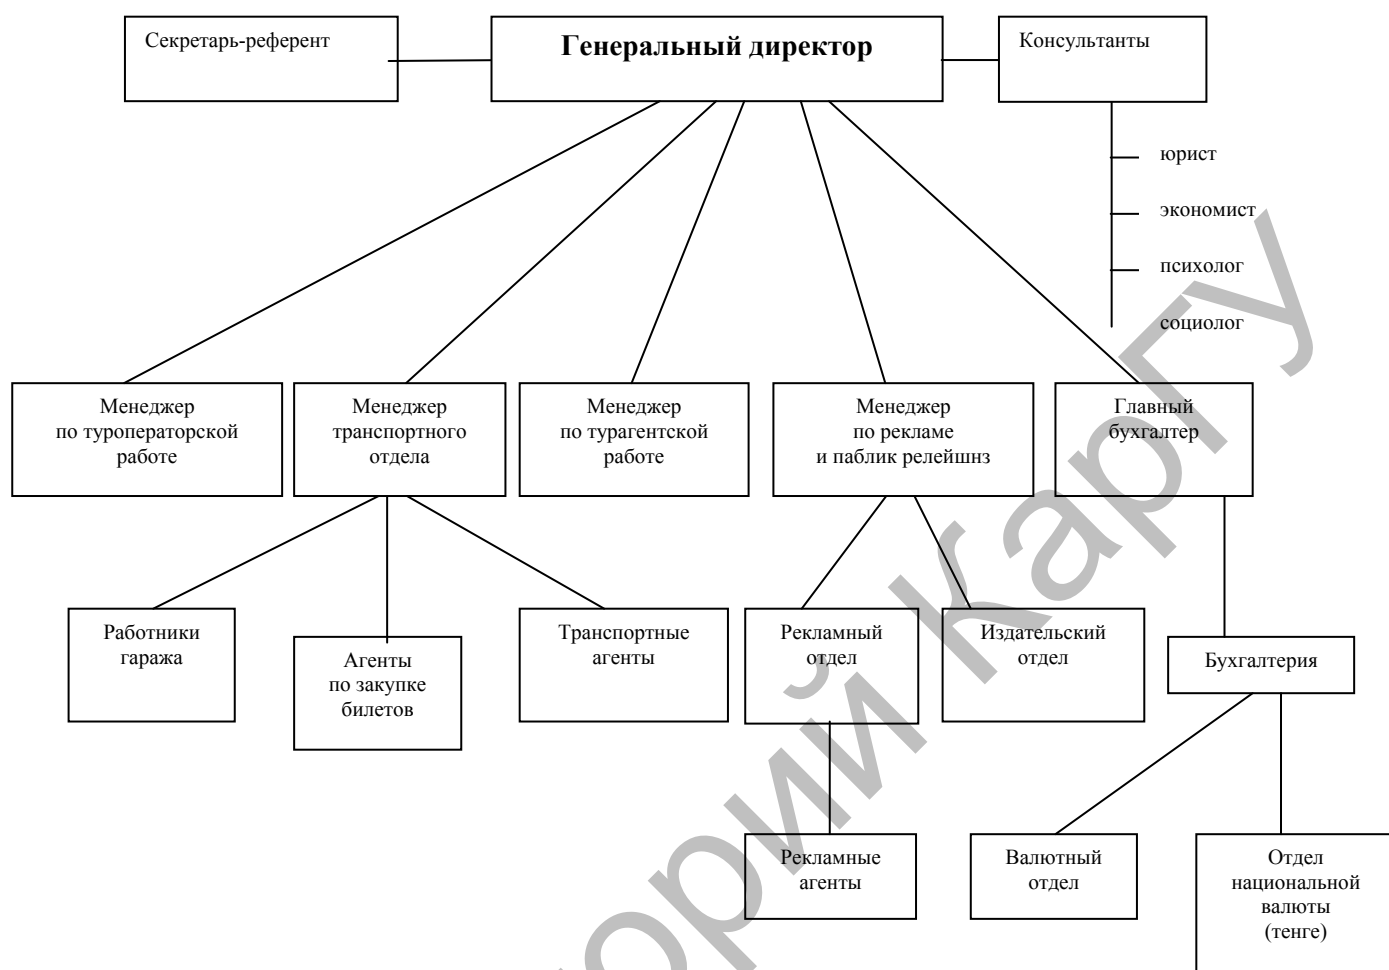 Секретарь-референт
Генеральный директор
Консультанты
юрист
экономист
психолог
социолог
Менеджер
по туроператорской
работе
Менеджер
транспортного
отдела
Менеджер
по турагентской
работе
Менеджер
по рекламе
и паблик релейшнз
Главный
бухгалтер
Работники
гаража
Агенты
по закупке
билетов
Транспортные
агенты
Рекламный
отдел
Издательский
отдел
Бухгалтерия
Рекламные
агенты
Валютный
отдел
Отдел
национальной
валюты
(тенге)
КарГУ